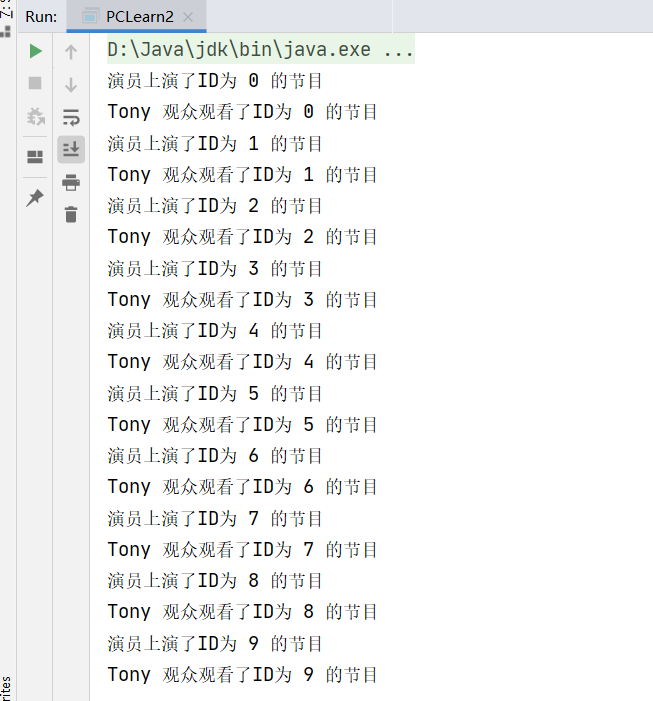 Run: PCLearn2
D:\Java\jdk\bin\java.exe ...
演员上演了ID为 0 的节目
Tony 观众观看了ID为 0 的节目
演员上演了ID为 1 的节目
Tony 观众观看了ID为 1 的节目
演员上演了ID为 2 的节目
Tony 观众观看了ID为 2 的节目
演员上演了ID为 3 的节目
Tony 观众观看了ID为 3 的节目
演员上演了ID为 4 的节目
Tony 观众观看了ID为 4 的节目
演员上演了ID为 5 的节目
Tony 观众观看了ID为 5 的节目
演员上演了ID为 6 的节目
Tony 观众观看了ID为 6 的节目
演员上演了ID为 7 的节目
Tony 观众观看了ID为 7 的节目
演员上演了ID为 8 的节目
Tony 观众观看了ID为 8 的节目
演员上演了ID为 9 的节目
Tony 观众观看了ID为 9 的节目
rites